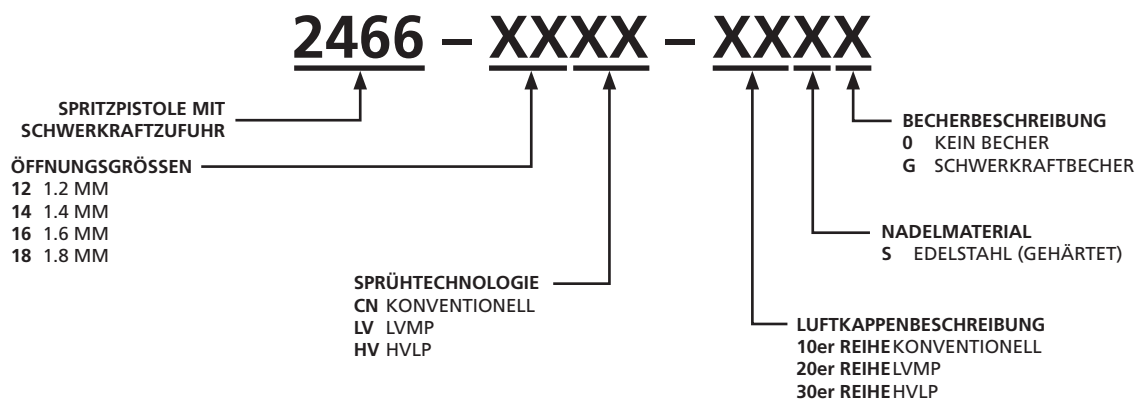 2466 – XXXX – XXXX
SPRITZPISTOLE MIT
SCHWERKRAFTZUFUHR
ÖFFNUNGSGRÖSSEN
12 1.2 MM
14 1.4 MM
16 1.6 MM
18 1.8 MM
SPRÜHTECHNOLOGIE
CN KONVENTIONELL
LV LVMP
HV HVLP
BECHERBESCHREIBUNG
0 KEIN BECHER
G SCHWERKRAFTBECHER
NADELMATERIAL
S EDELSTAHL (GEHÄRTET)
LUFTKAPPENBESCHREIBUNG
10er REIHE KONVENTIONELL
20er REIHE LVMP
30er REIHE HVLP